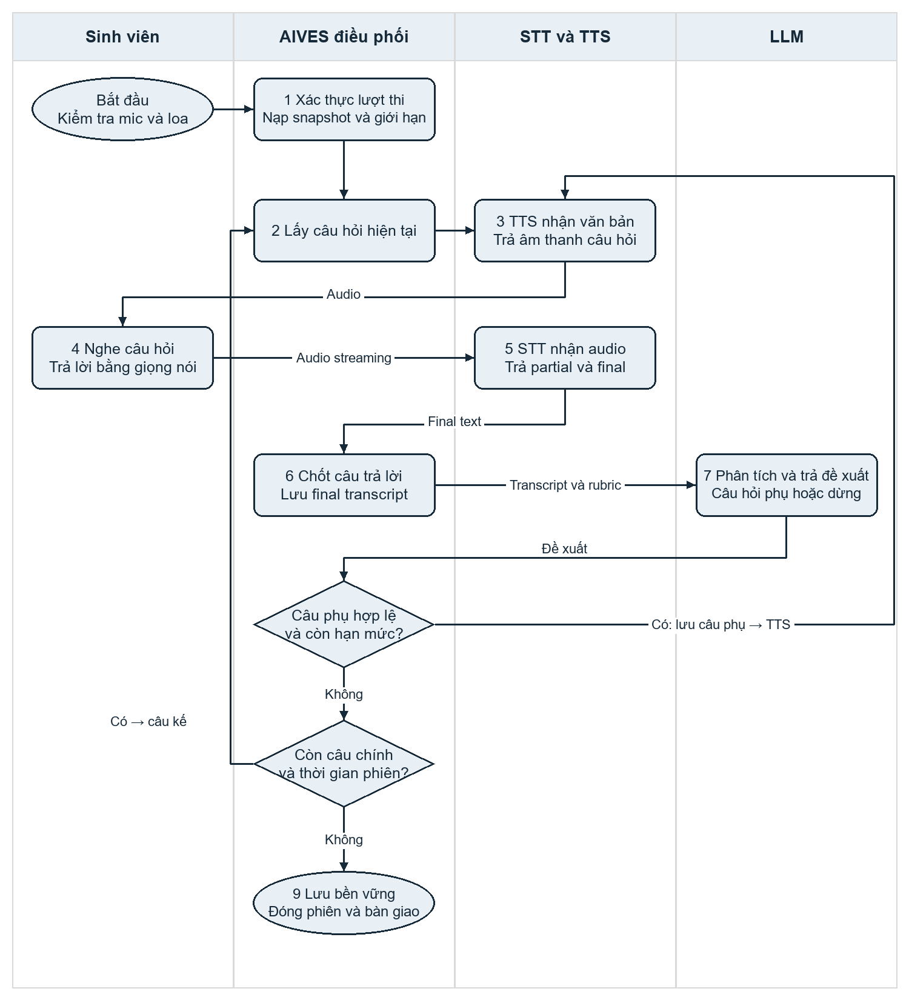 Sinh viên
AIVES điều phối
STT và TTS
LLM
Bắt đầu
Kiểm tra mic và loa
1 Xác thực lượt thi
Nạp snapshot và giới hạn
2 Lấy câu hỏi hiện tại
3 TTS nhận văn bản
Trả âm thanh câu hỏi
Audio
4 Nghe câu hỏi
Trả lời bằng giọng nói
Audio streaming
5 STT nhận audio
Trả partial và final
Final text
6 Chốt câu trả lời
Lưu final transcript
Transcript và rubric
7 Phân tích và trả đề xuất
Câu hỏi phụ hoặc dừng
Đề xuất
Câu phụ hợp lệ
và còn hạn mức?
Có: lưu câu phụ → TTS
Không
Có → câu kế
Còn câu chính
và thời gian phiên?
Không
9 Lưu bền vững
Đóng phiên và bàn giao